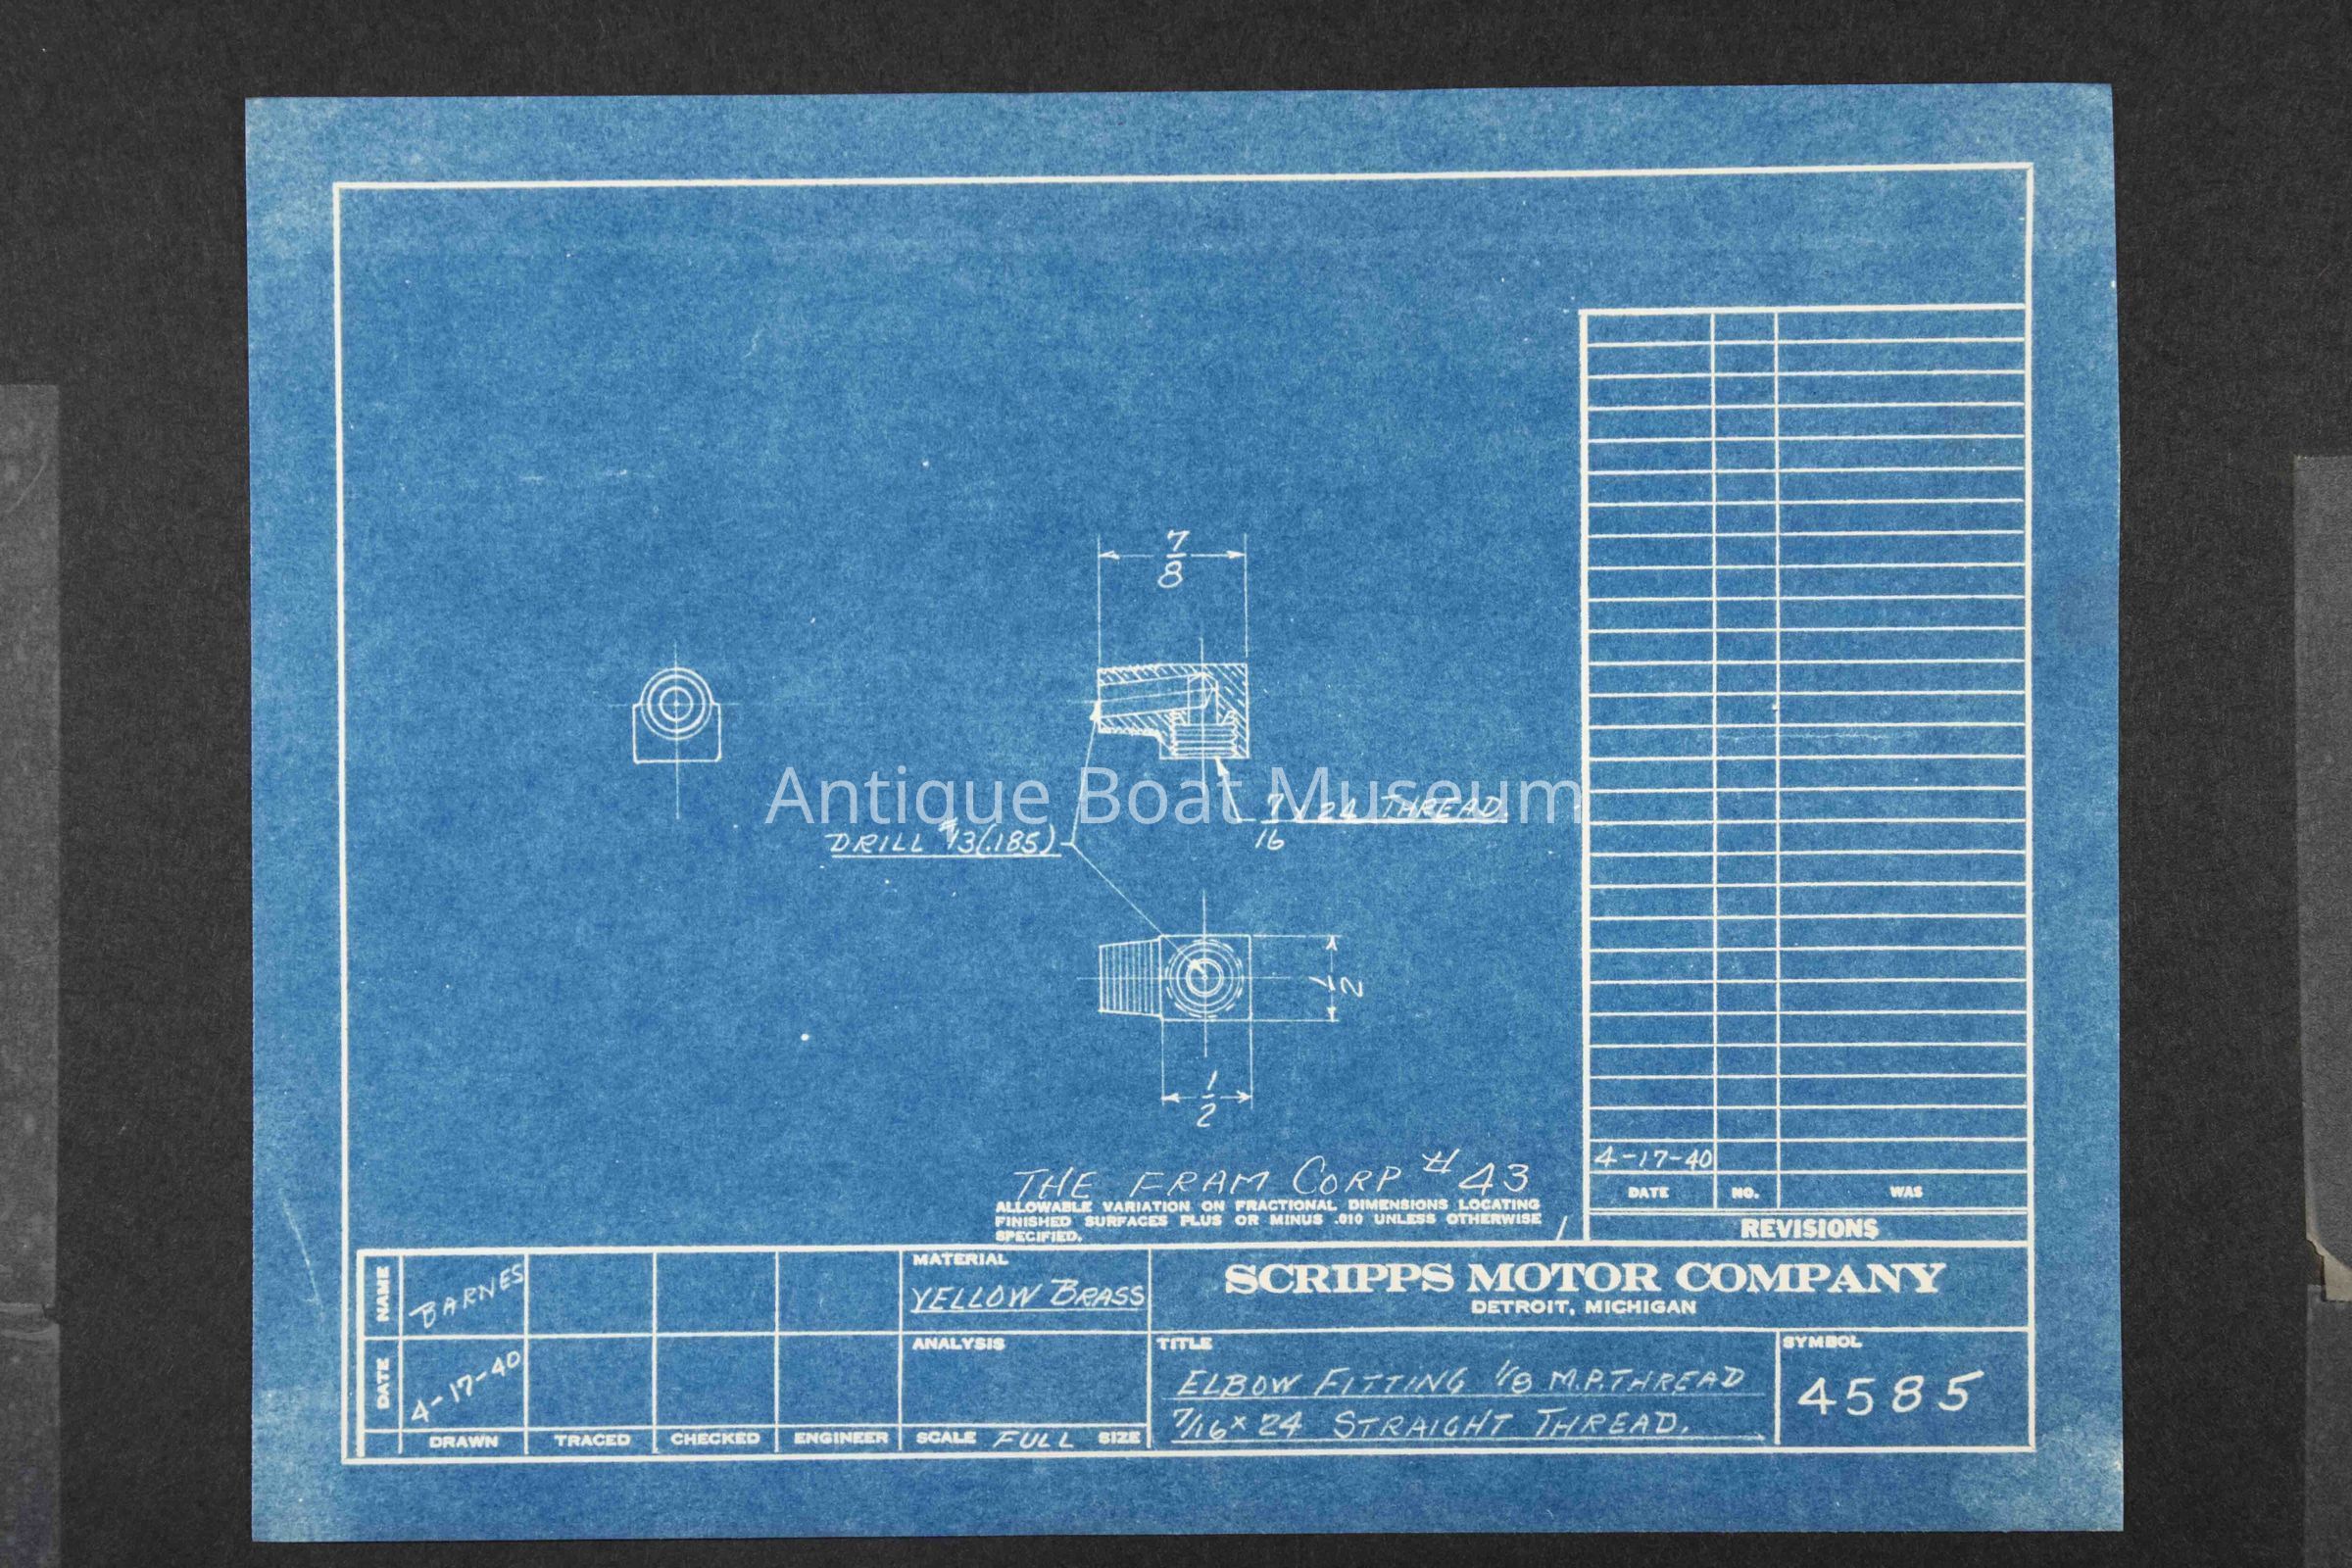 7
8
Antique Boat Museum
7 x 24 THREAD.
16
DRILL #13(.185)
1
2
1
2
THE FRAM CORP # 43
ALLOWABLE VARIATION ON FRACTIONAL DIMENSIONS LOCATING
FINISHED SURFACES PLUS OR MINUS .010 UNLESS OTHERWISE
SPECIFIED.
4-17-40
DATE NO. WAS
REVISIONS
NAME BARNES
DATE 4-17-40
DRAWN TRACED CHECKED ENGINEER
MATERIAL
YELLOW BRASS
ANALYSIS
SCALE FULL SIZE
SCRIPPS MOTOR COMPANY
DETROIT, MICHIGAN
TITLE
ELBOW FITTING 1/8 M.P.THREAD
7/16 x 24 STRAIGHT THREAD.
SYMBOL
4585